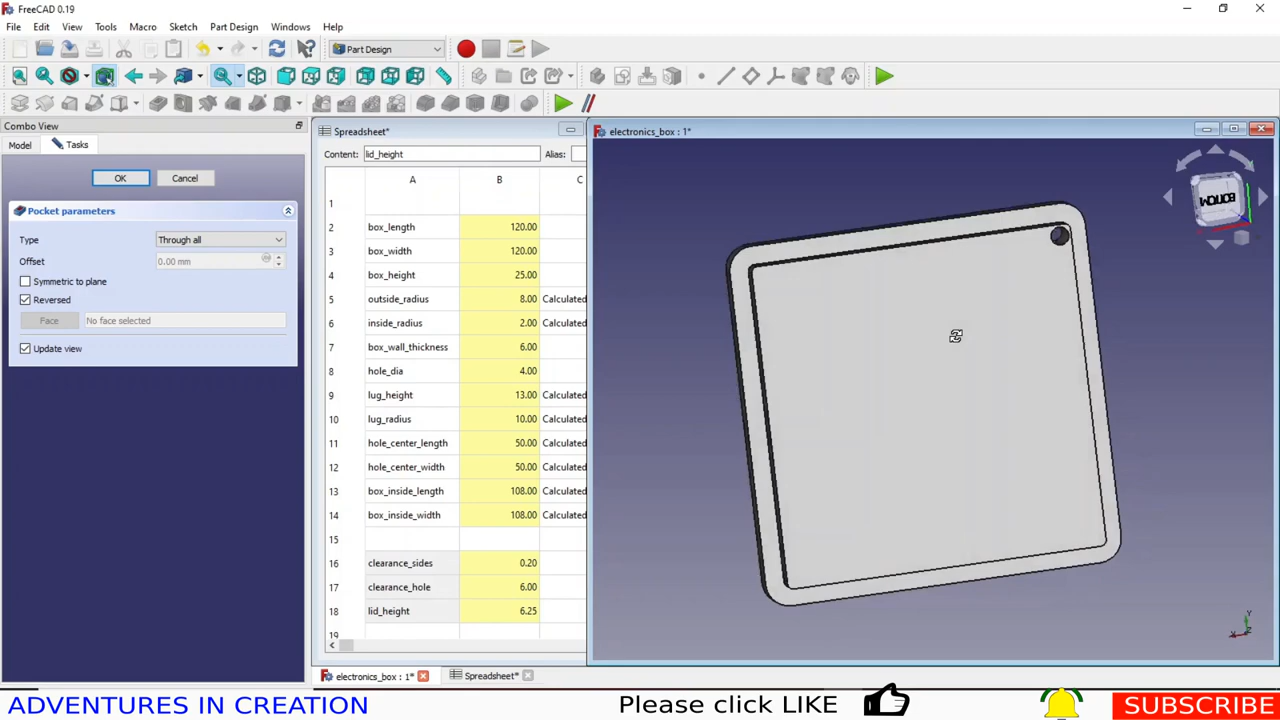 FreeCAD 0.19
File Edit View Tools Macro Sketch Part Design Windows Help
Part Design
Combo View
Model Tasks
OK Cancel
Pocket parameters
Type Through all
Offset 0.00 mm
Symmetric to plane
Reversed
Face No face selected
Update view
Spreadsheet*
Content: lid_height Alias:
A B C
1
2 box_length 120.00
3 box_width 120.00
4 box_height 25.00
5 outside_radius 8.00 Calculated
6 inside_radius 2.00 Calculated
7 box_wall_thickness 6.00
8 hole_dia 4.00
9 lug_height 13.00 Calculated
10 lug_radius 10.00 Calculated
11 hole_center_length 50.00 Calculated
12 hole_center_width 50.00 Calculated
13 box_inside_length 108.00 Calculated
14 box_inside_width 108.00 Calculated
15
16 clearance_sides 0.20
17 clearance_hole 6.00
18 lid_height 6.25
19
electronics_box : 1*
BOTTOM
Y
X
Z
electronics_box : 1* Spreadsheet*
ADVENTURES IN CREATION Please click LIKE SUBSCRIBE